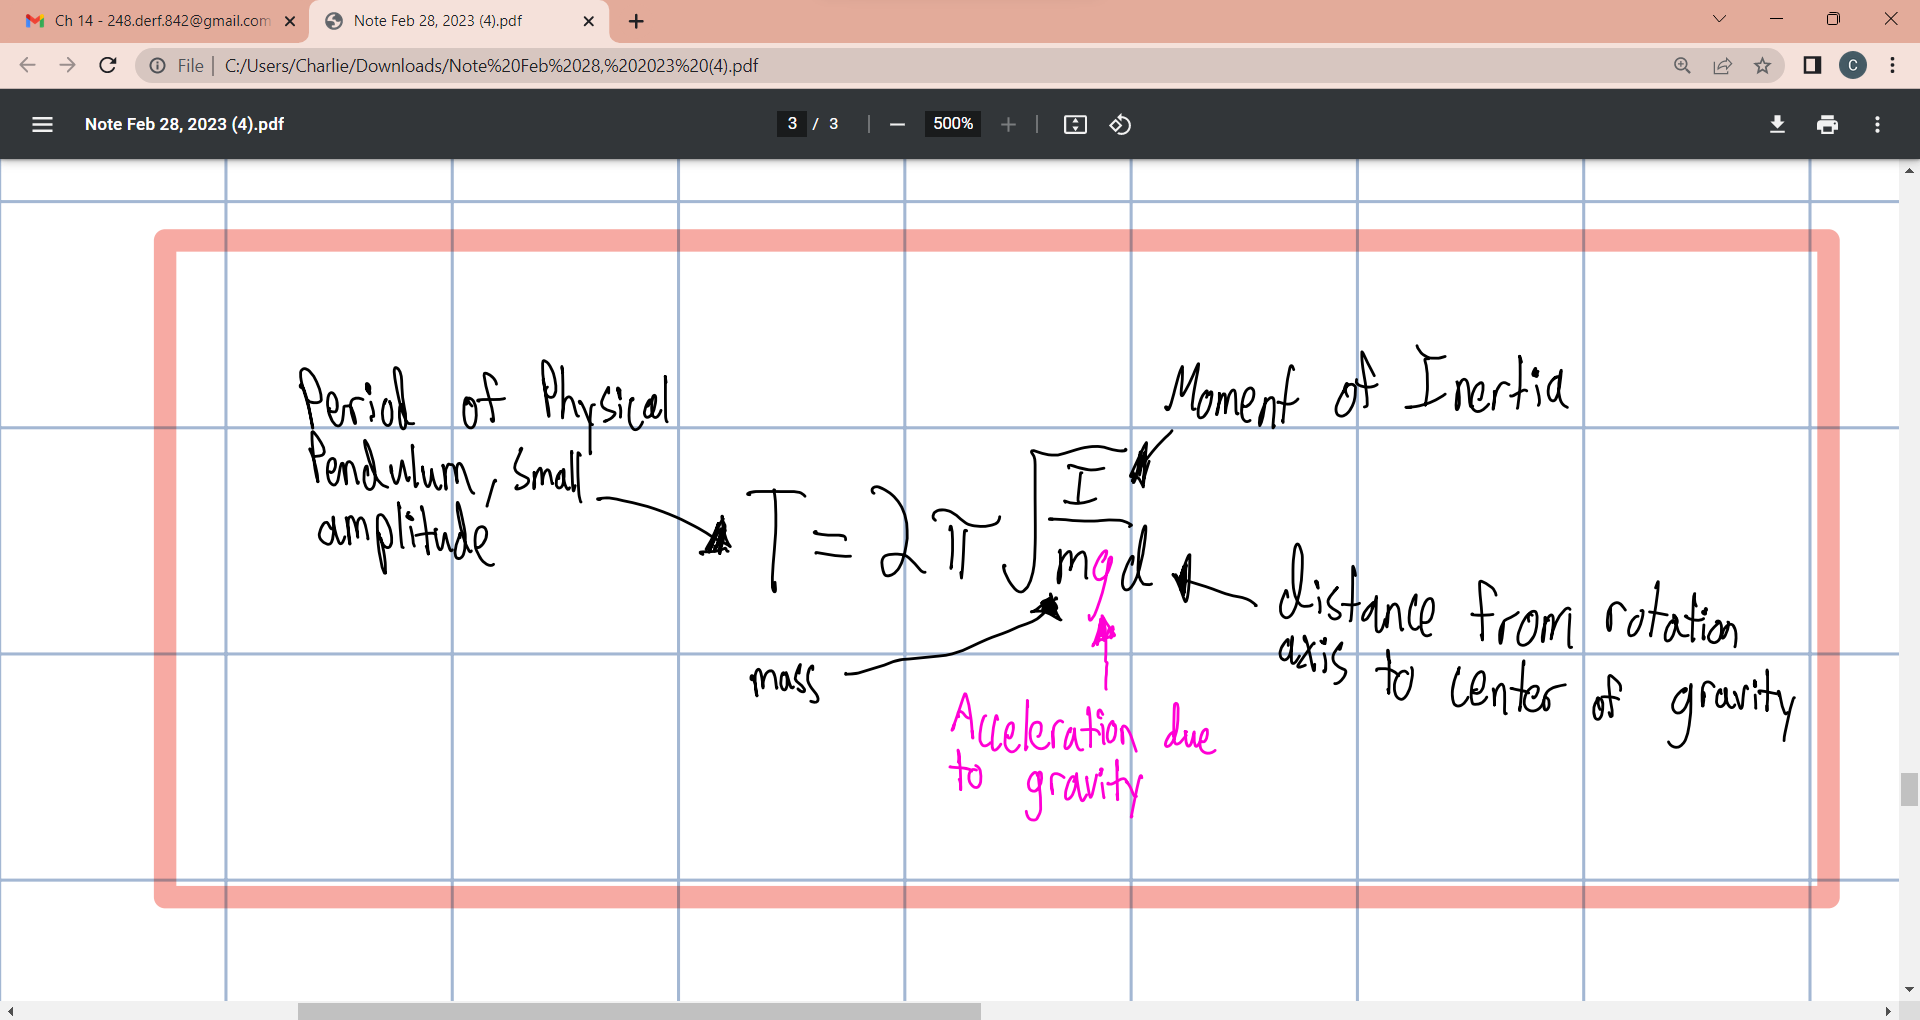 Ch 14 - 248.derf.842@gmail.com
Note Feb 28, 2023 (4).pdf
File | C:/Users/Charlie/Downloads/Note%20Feb%2028,%202023%20(4).pdf
C
Note Feb 28, 2023 (4).pdf
3 / 3
500%
Period of Physical
Pendulum, small
amplitude
Moment of Inertia
T = 2π√(I/mgd)
distance from rotation
axis to center of gravity
mass
Acceleration due
to gravity